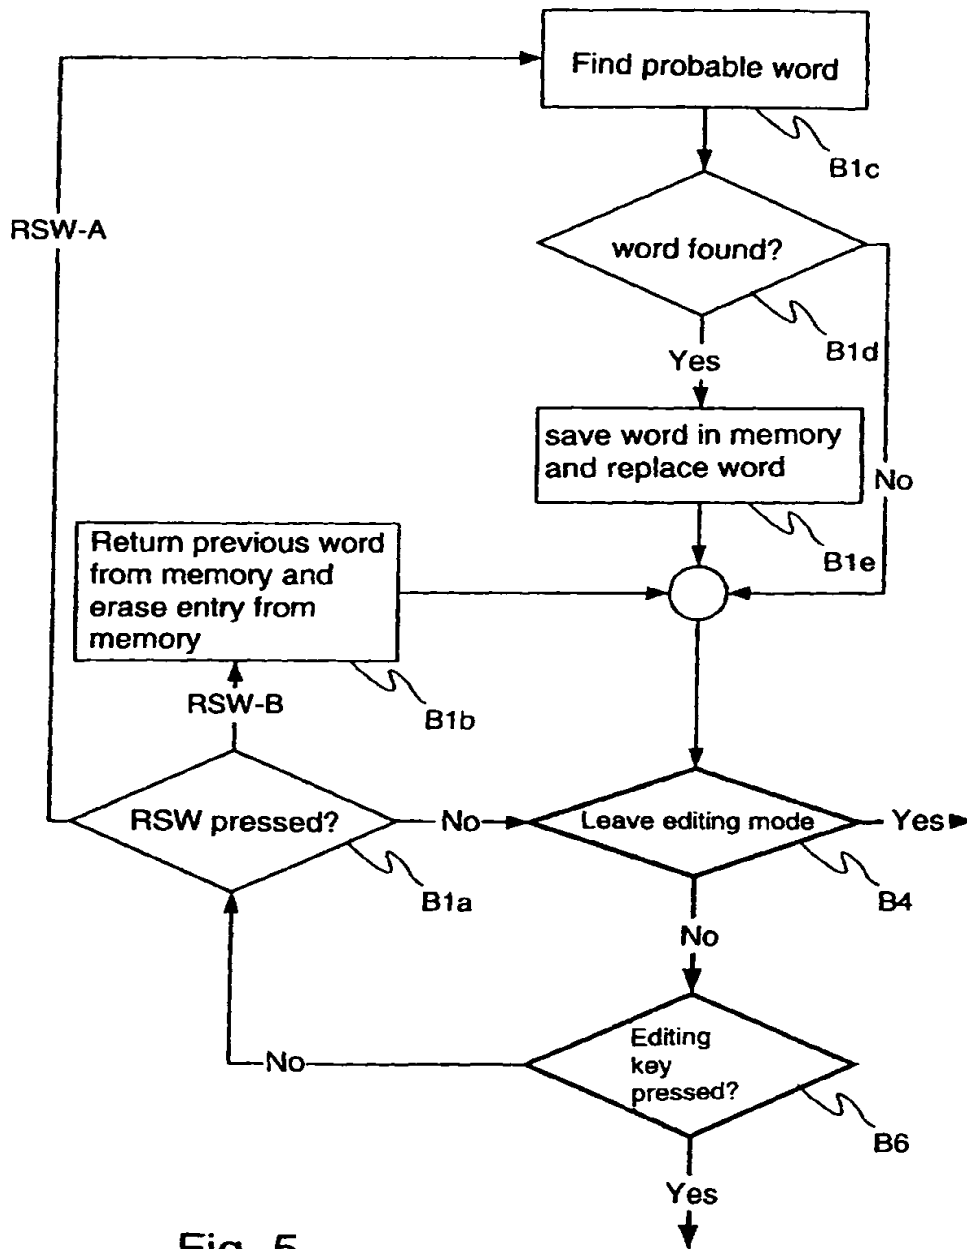 Find probable word
B1c
RSW-A
word found?
B1d
Yes
save word in memory
and replace word
No
B1e
Return previous word
from memory and
erase entry from
memory
RSW-B
B1b
RSW pressed?
No
Leave editing mode
Yes
B1a
B4
No
Editing
key
pressed?
No
B6
Yes
Fig. 5